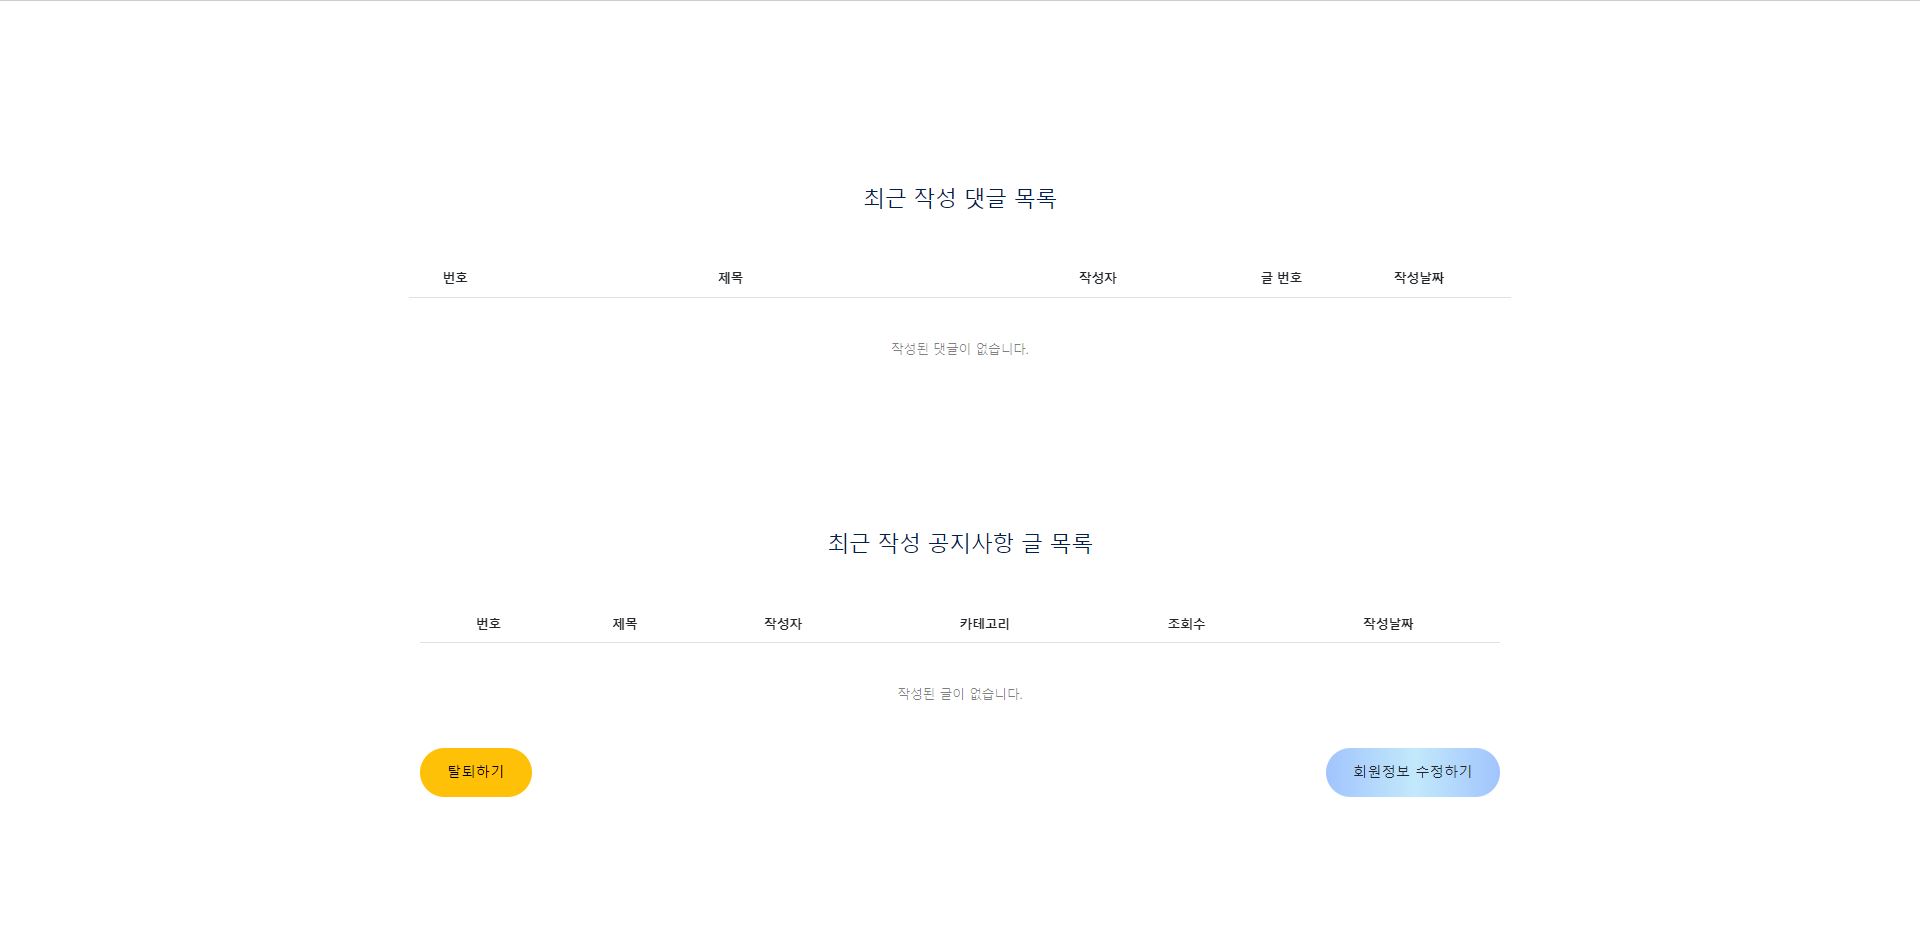 최근 작성 댓글 목록
번호 제목 작성자 글 번호 작성날짜
작성된 댓글이 없습니다.
최근 작성 공지사항 글 목록
번호 제목 작성자 카테고리 조회수 작성날짜
작성된 글이 없습니다.
탈퇴하기 회원정보 수정하기